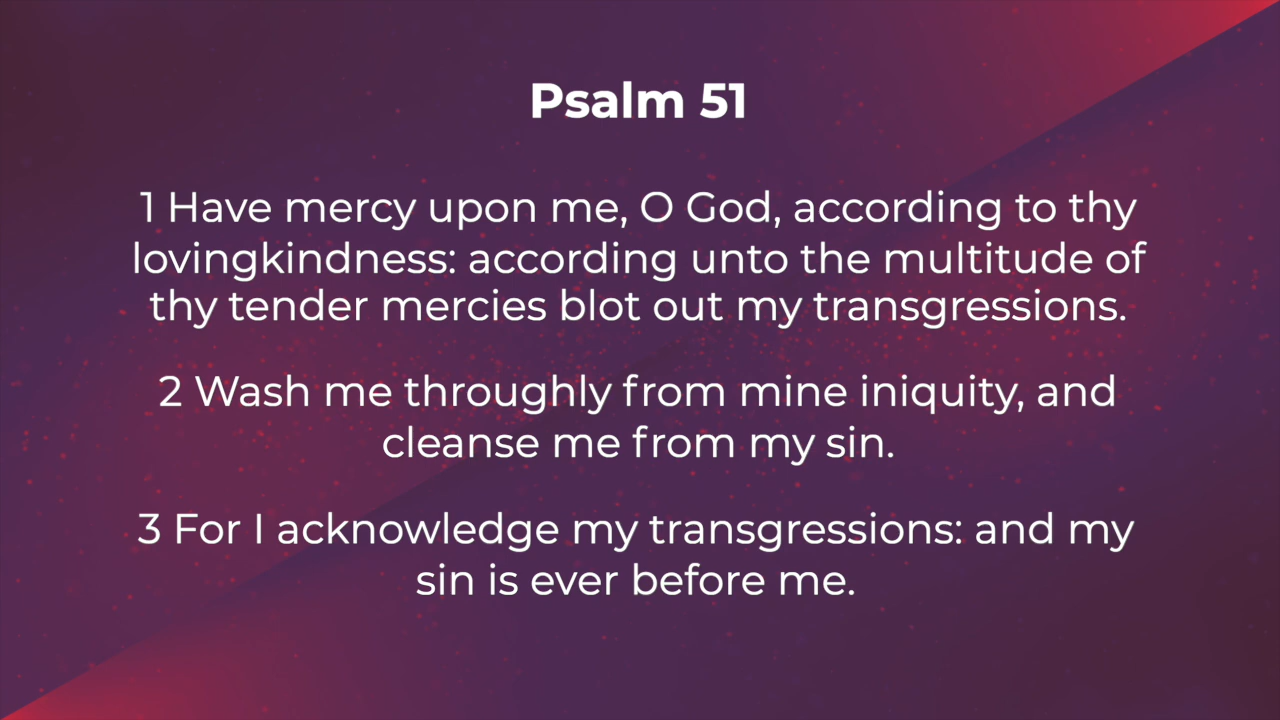 Psalm 51
1 Have mercy upon me, O God, according to thy
lovingkindness: according unto the multitude of
thy tender mercies blot out my transgressions.
2 Wash me throughly from mine iniquity, and
cleanse me from my sin.
3 For I acknowledge my transgressions: and my
sin is ever before me.